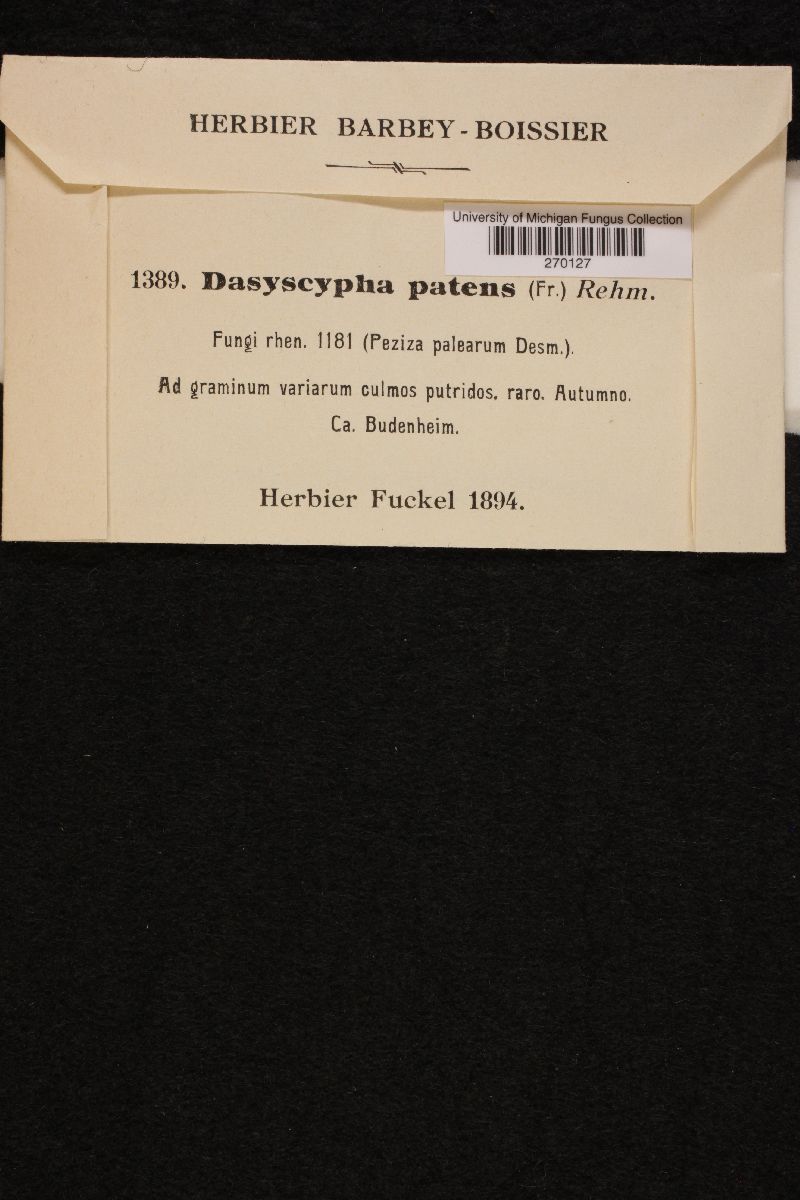 HERBIER BARBEY-BOISSIER
University of Michigan Fungus Collection
270127
1389. Dasyscypha patens (Fr.) Rehm.
Fungi rhen. 1181 (Peziza palearum Desm.).
Ad graminum variarum culmos putridos, raro. Autumno.
Ca. Budenheim.
Herbier Fuckel 1894.